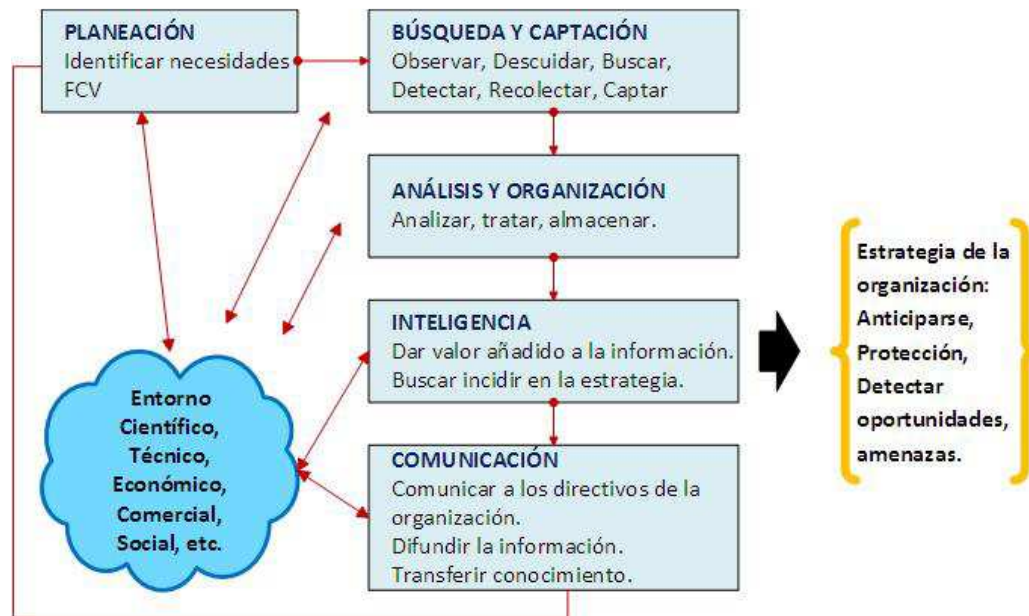 PLANEACIÓN
Identificar necesidades
FCV
BÚSQUEDA Y CAPTACIÓN
Observar, Descuidar, Buscar,
Detectar, Recolectar, Captar
ANÁLISIS Y ORGANIZACIÓN
Analizar, tratar, almacenar.
INTELIGENCIA
Dar valor añadido a la información.
Buscar incidir en la estrategia.
COMUNICACIÓN
Comunicar a los directivos de la
organización.
Difundir la información.
Transferir conocimiento.
Entorno
Científico,
Técnico,
Económico,
Comercial,
Social, etc.
Estrategia de la
organización:
Anticiparse,
Protección,
Detectar
oportunidades,
amenazas.